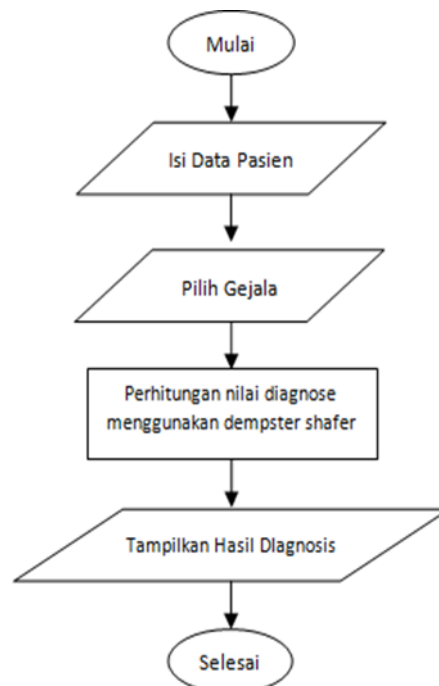 Mulai
Isi Data Pasien
Pilih Gejala
Perhitungan nilai diagnose
menggunakan dempster shafer
Tampilkan Hasil DIagnosis
Selesai